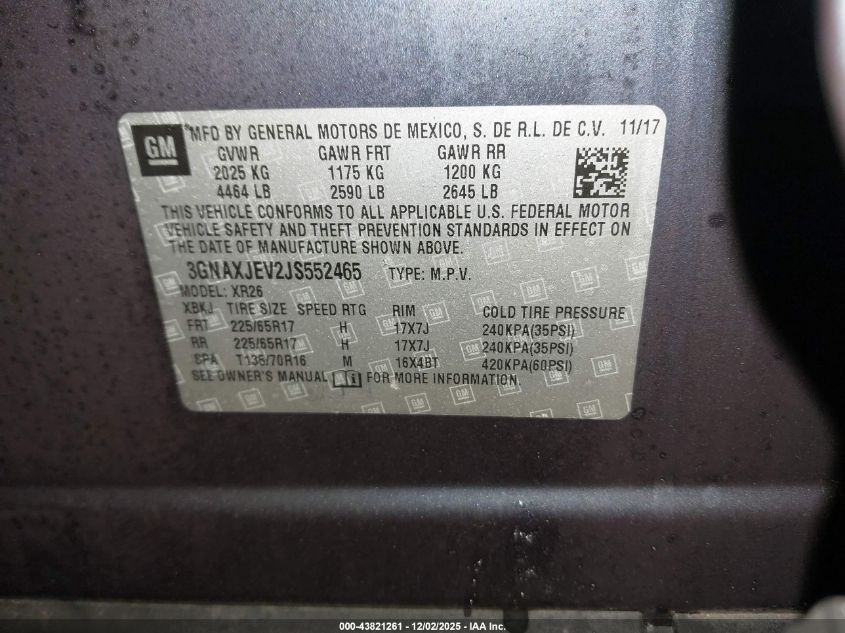 GM
*MFD BY GENERAL MOTORS DE MEXICO, S. DE R.L. DE C.V. 11/17
GVWR GAWR FRT GAWR RR
2025 KG 1175 KG 1200 KG
4464 LB 2590 LB 2645 LB
THIS VEHICLE CONFORMS TO ALL APPLICABLE U.S. FEDERAL MOTOR
VEHICLE SAFETY AND THEFT PREVENTION STANDARDS IN EFFECT ON
THE DATE OF MANUFACTURE SHOWN ABOVE.
3GNAXJEV2JS552465 TYPE: M.P.V.
MODEL: XR26
XBKJ TIRE SIZE SPEED RTG RIM COLD TIRE PRESSURE
FRT 225/65R17 H 17X7J 240KPA(35PSI)
RR 225/65R17 H 17X7J 240KPA(35PSI)
SPA T135/70R16 M 16X4BT 420KPA(60PSI)
SEE OWNER'S MANUAL FOR MORE INFORMATION.
000-43821261 - 12/02/2025 - IAA Inc.